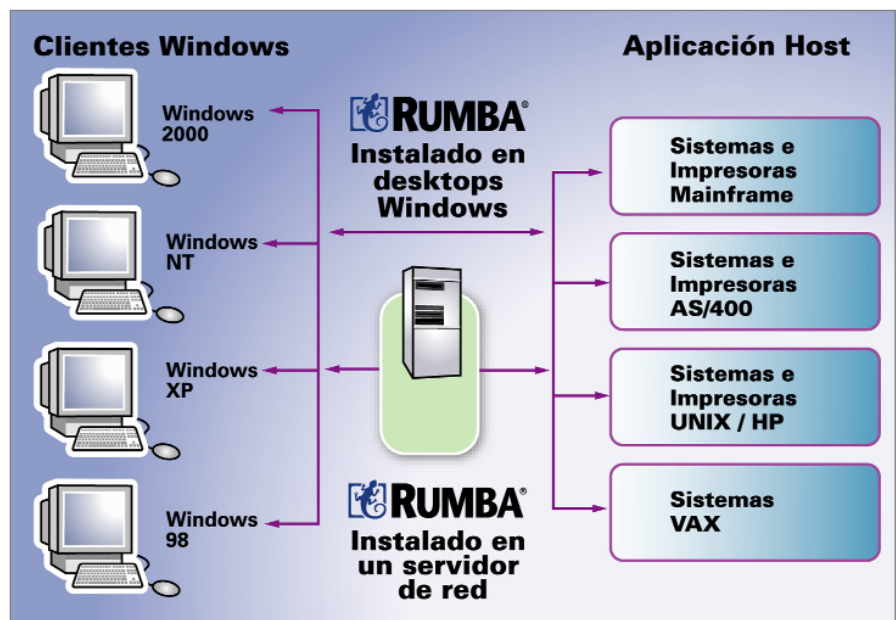 Clientes Windows
Windows
2000
Windows
NT
Windows
XP
Windows
98
RUMBA®
Instalado en
desktops
Windows
RUMBA®
Instalado en
un servidor
de red
Aplicación Host
Sistemas e
Impresoras
Mainframe
Sistemas e
Impresoras
AS/400
Sistemas e
Impresoras
UNIX / HP
Sistemas
VAX